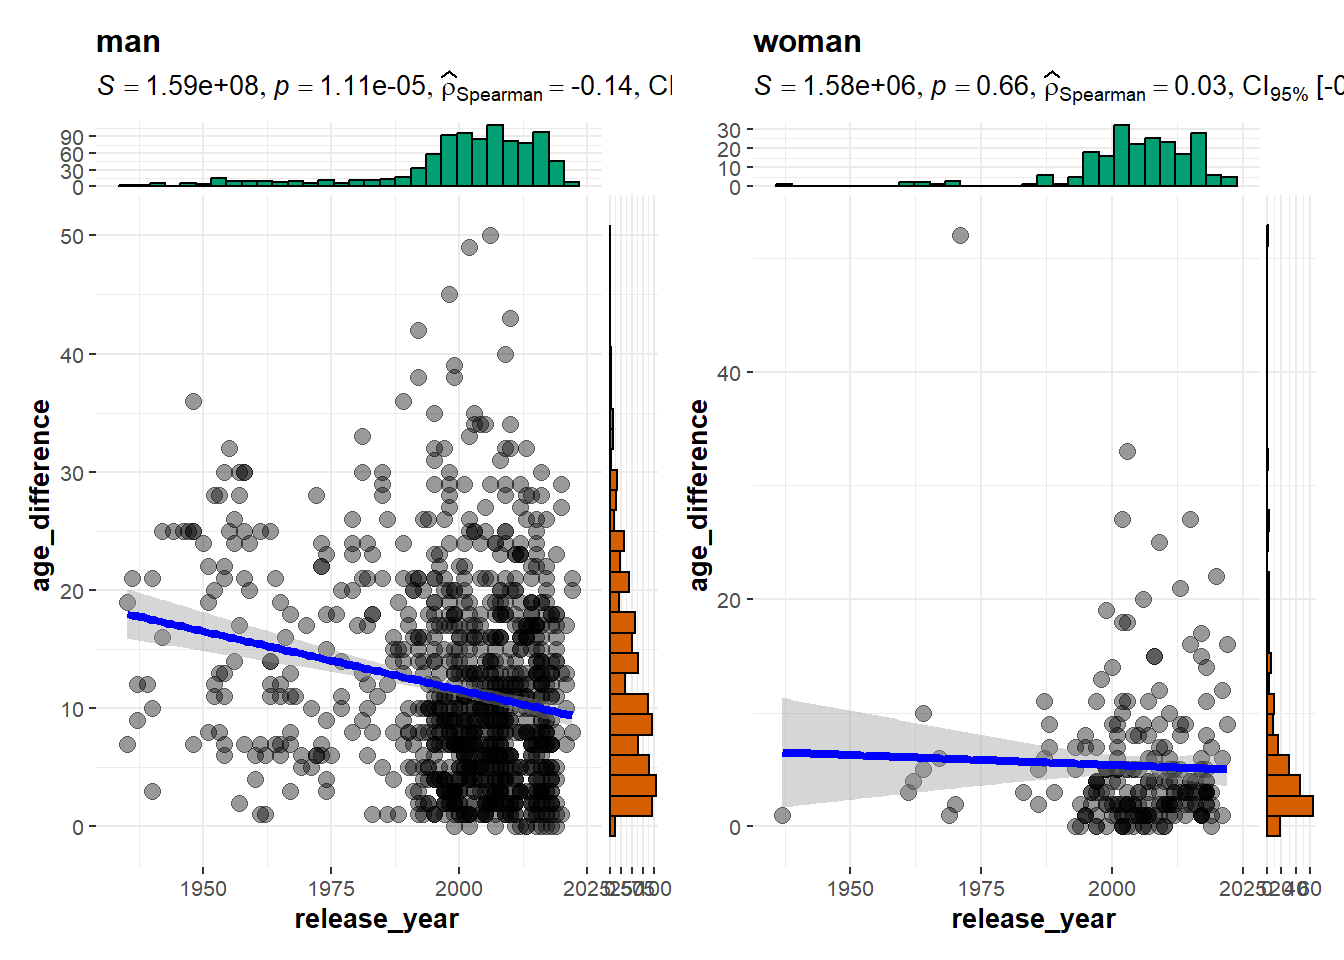 man
S = 1.59e+08, p = 1.11e-05, ρ̂Spearman = -0.14, CI
90
60
30
0
50
40
30
20
10
0
age_difference
1950 1975 2000 2025
release_year
woman
S = 1.58e+06, p = 0.66, ρ̂Spearman = 0.03, CI95% [-0
30
20
10
0
40
20
0
age_difference
1950 1975 2000 2025
release_year